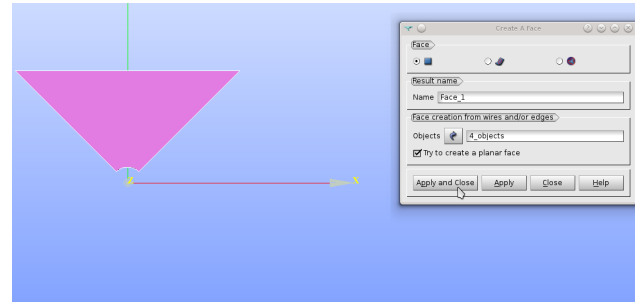 Create A Face
Face
Result name
Name Face_1
Face creation from wires and/or edges
Objects 4_objects
Try to create a planar face
Apply and Close Apply Close Help
Z
X